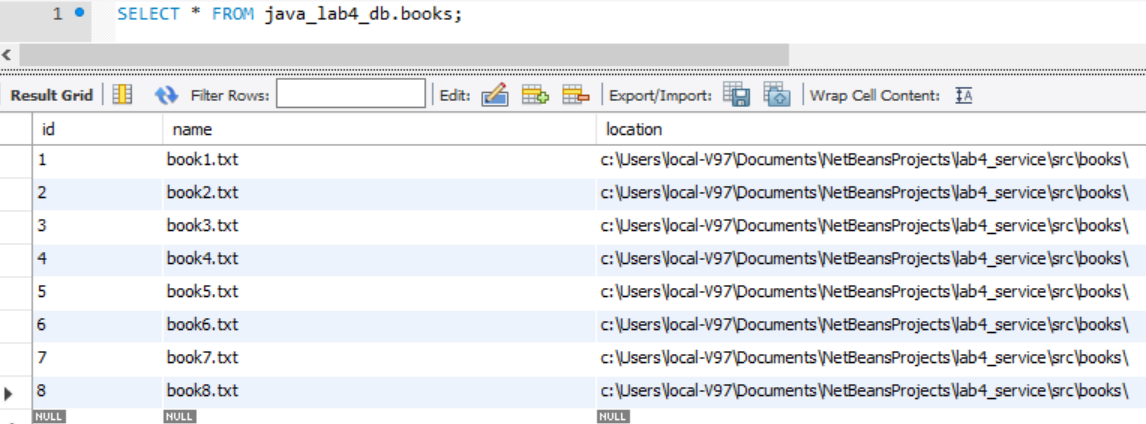 1 SELECT * FROM java_lab4_db.books;
Result Grid Filter Rows: Edit: Export/Import: Wrap Cell Content: IA
id name location
1 book1.txt c:\Users\local-V97\Documents\NetBeansProjects\lab4_service\src\books\
2 book2.txt c:\Users\local-V97\Documents\NetBeansProjects\lab4_service\src\books\
3 book3.txt c:\Users\local-V97\Documents\NetBeansProjects\lab4_service\src\books\
4 book4.txt c:\Users\local-V97\Documents\NetBeansProjects\lab4_service\src\books\
5 book5.txt c:\Users\local-V97\Documents\NetBeansProjects\lab4_service\src\books\
6 book6.txt c:\Users\local-V97\Documents\NetBeansProjects\lab4_service\src\books\
7 book7.txt c:\Users\local-V97\Documents\NetBeansProjects\lab4_service\src\books\
8 book8.txt c:\Users\local-V97\Documents\NetBeansProjects\lab4_service\src\books\
NULL NULL NULL